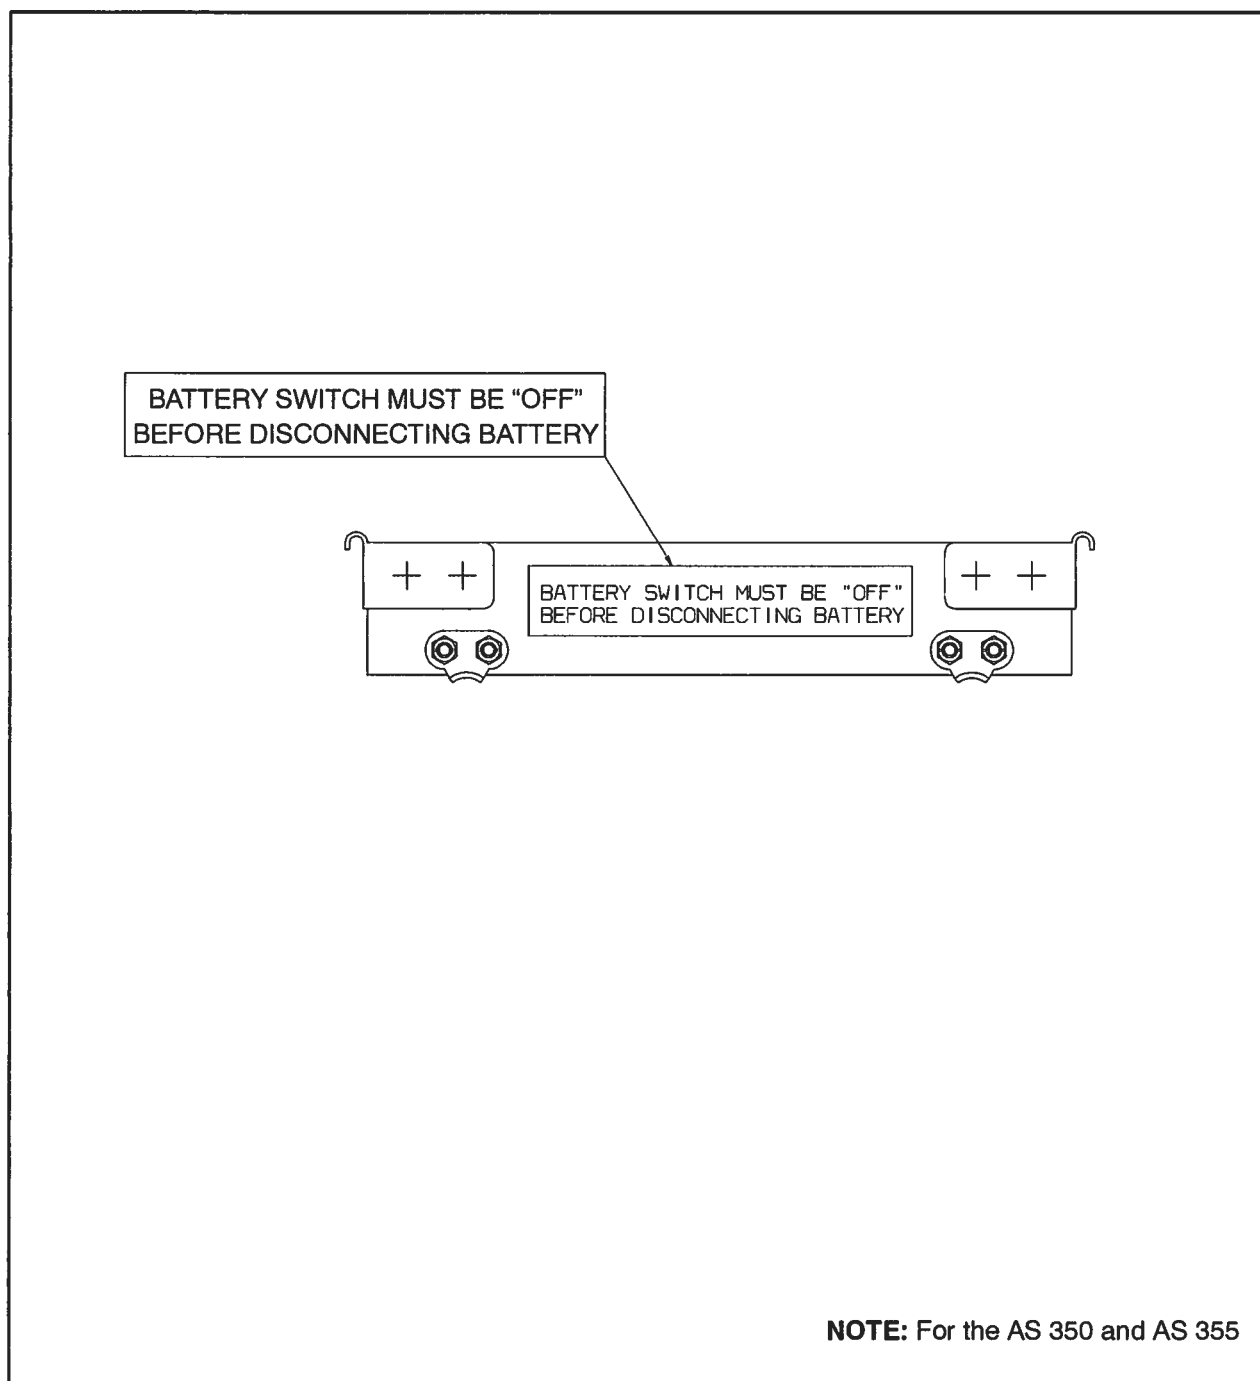 BATTERY SWITCH MUST BE “OFF”
BEFORE DISCONNECTING BATTERY
BATTERY SWITCH MUST BE "OFF"
BEFORE DISCONNECTING BATTERY
NOTE: For the AS 350 and AS 355